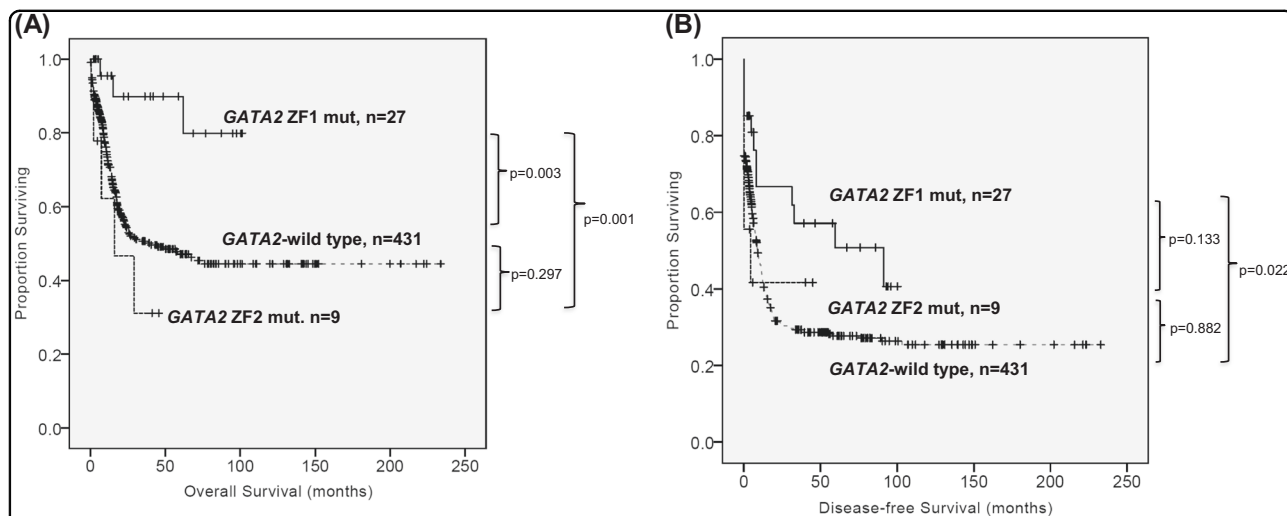 (A)
Proportion Surviving
1.0
0.8
0.6
0.4
0.2
0.0
GATA2 ZF1 mut, n=27
GATA2-wild type, n=431
GATA2 ZF2 mut. n=9
0 50 100 150 200 250
Overall Survival (months)
p=0.003
p=0.297
p=0.001
(B)
Proportion Surviving
1.0
0.8
0.6
0.4
0.2
0.0
GATA2 ZF1 mut, n=27
GATA2 ZF2 mut, n=9
GATA2-wild type, n=431
0 50 100 150 200 250
Disease-free Survival (months)
p=0.133
p=0.882
p=0.022